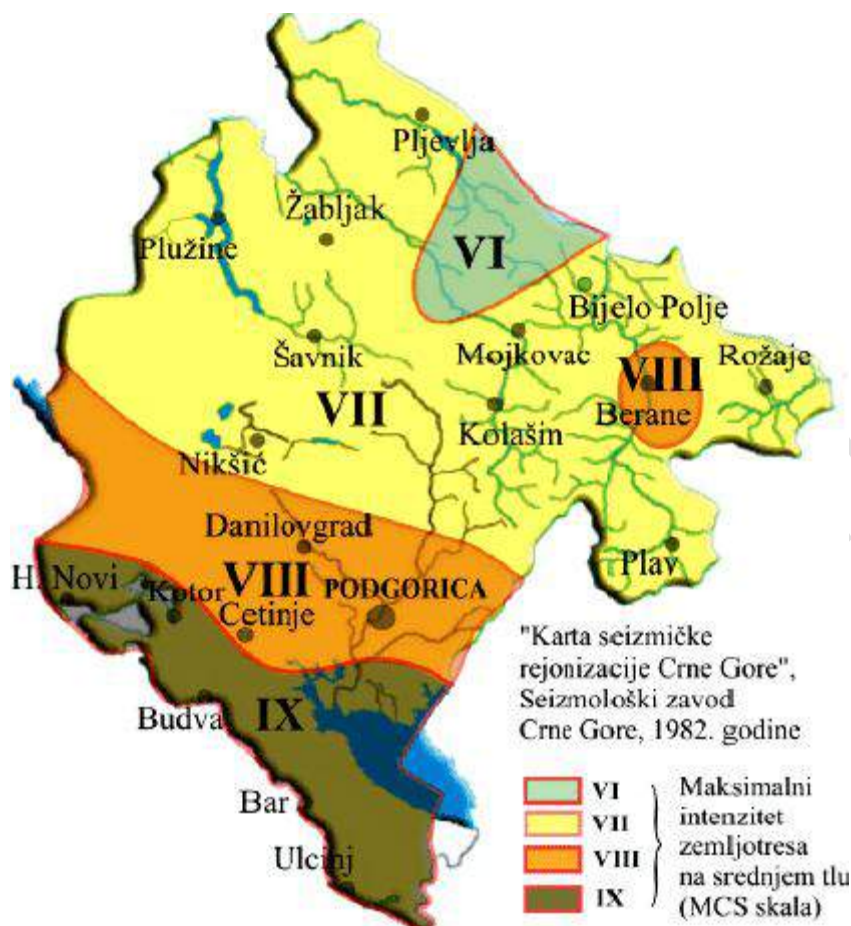 Pljevlja
Žabljak
Plužine
VI
Bijelo Polje
Šavnik
Mojkovac
VIII
Rožaje
VII
Berane
Kolašin
Nikšić
Danilovgrad
H. Novi
Kotor
VIII
PODGORICA
Plav
Cetinje
"Karta seizmičke
rejonizacije Crne Gore",
Seizmološki zavod
Crne Gore, 1982. godine
Budva
IX
Bar
Ulcinj
VI
VII
VIII
IX
Maksimalni
intenzitet
zemljotresa
na srednjem tlu
(MCS skala)